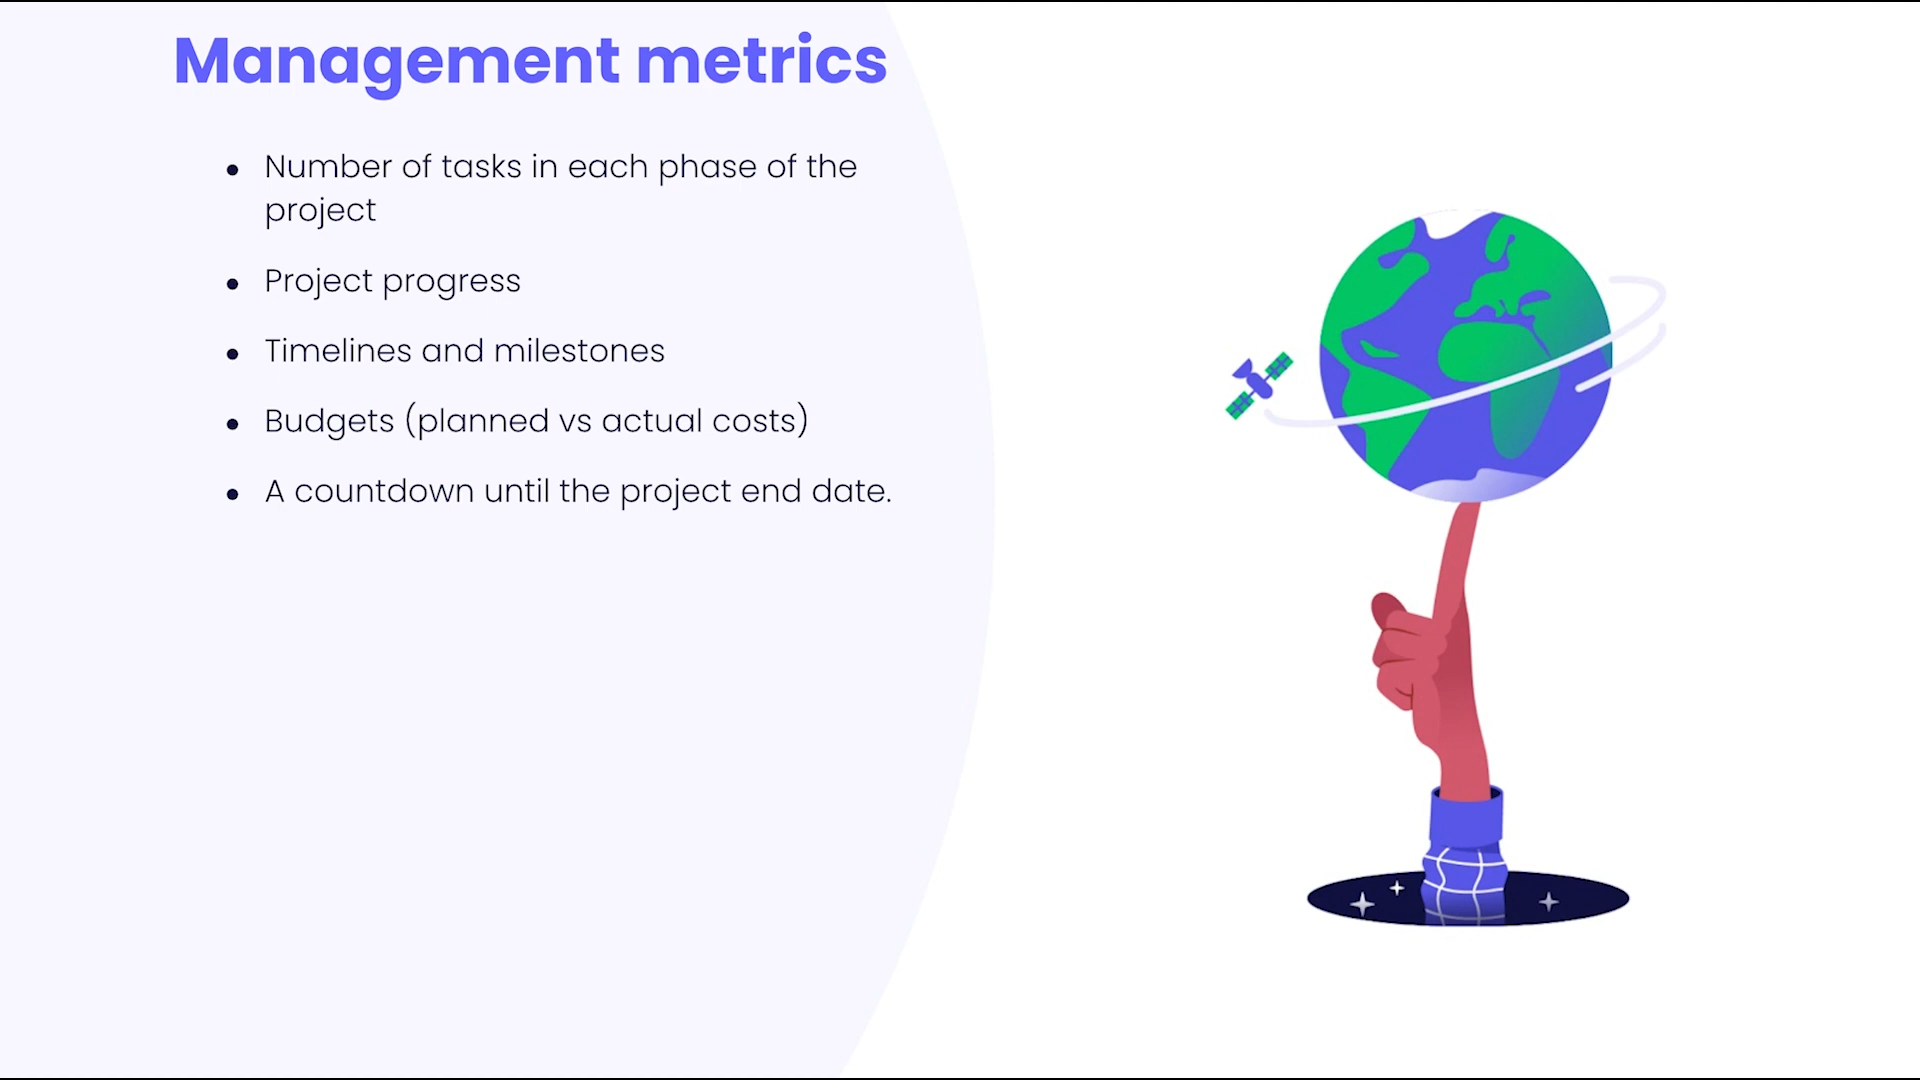 Management metrics
• Number of tasks in each phase of the
project
• Project progress
• Timelines and milestones
• Budgets (planned vs actual costs)
• A countdown until the project end date.